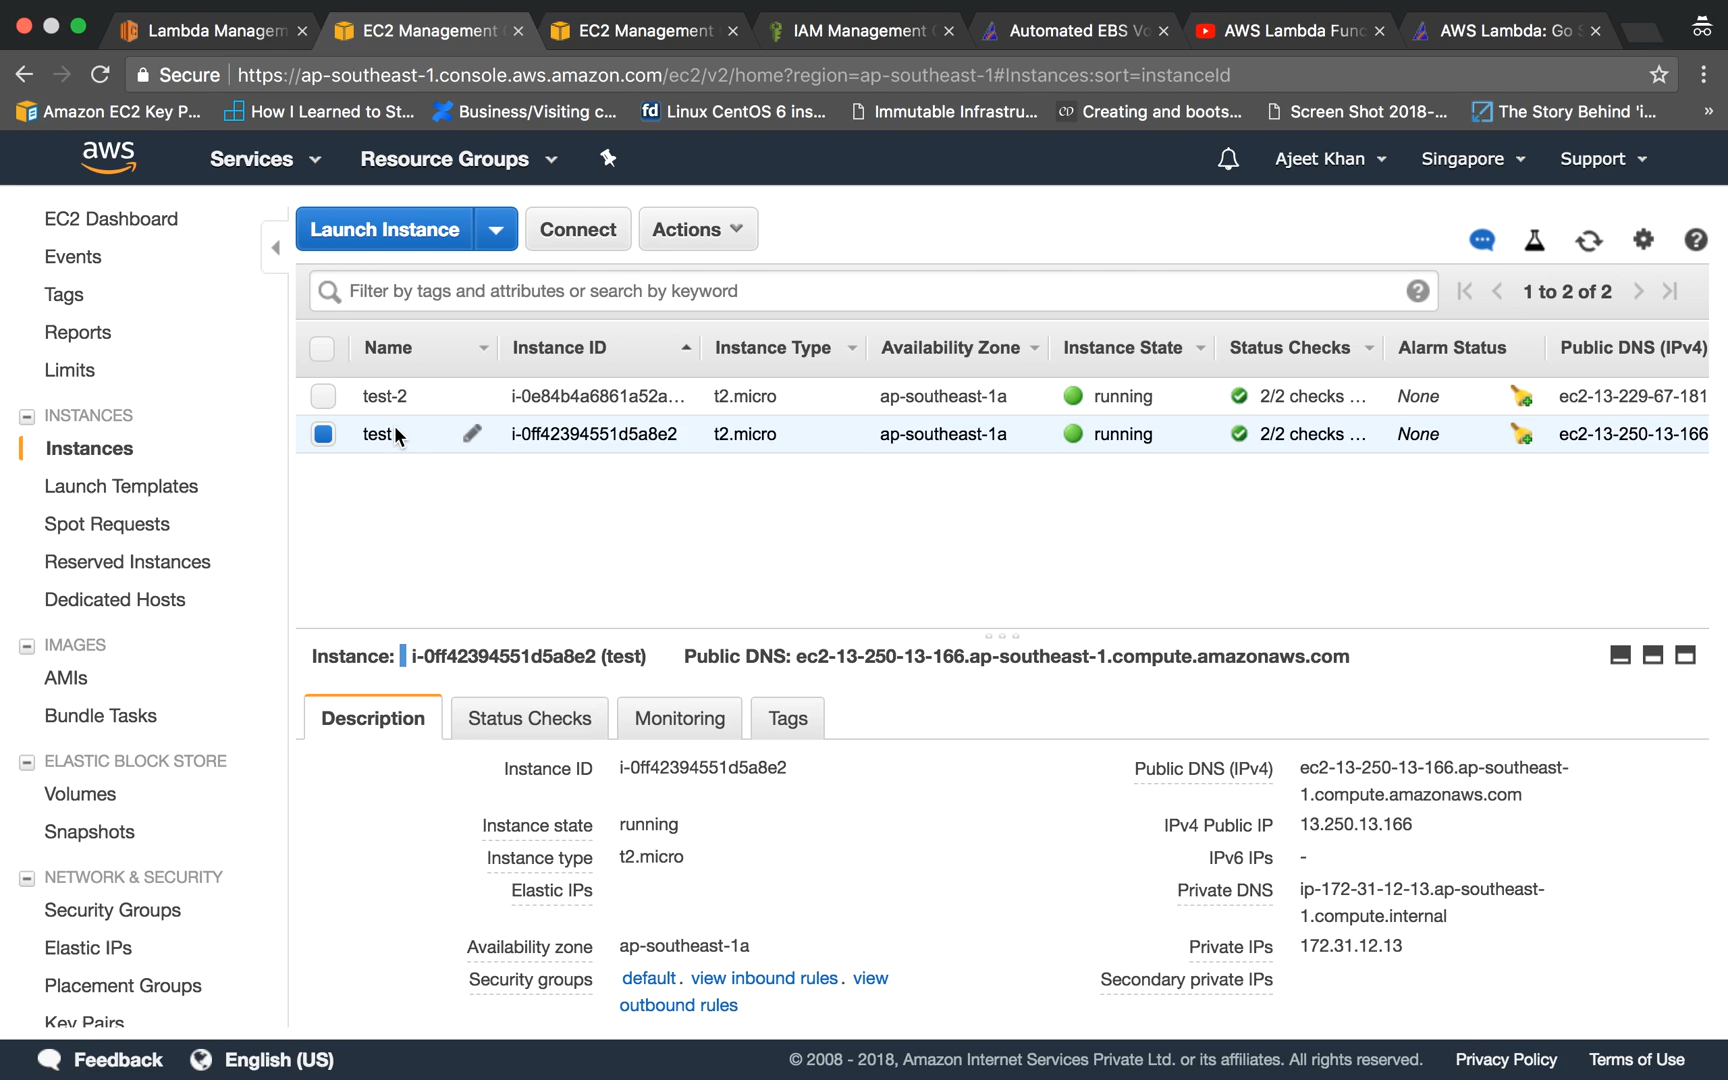 Lambda Managem
EC2 Management
EC2 Management
IAM Management
Automated EBS Vo
AWS Lambda Func
AWS Lambda: Go S
Secure
https://ap-southeast-1.console.aws.amazon.com/ec2/v2/home?region=ap-southeast-1#Instances:sort=instanceId
Amazon EC2 Key P...
How I Learned to St...
Business/Visiting c...
fd Linux CentOS 6 ins...
Immutable Infrastru...
Creating and boots...
Screen Shot 2018-...
The Story Behind 'i...
»
aws
Services
Resource Groups
Ajeet Khan
Singapore
Support
EC2 Dashboard
Events
Tags
Reports
Limits
INSTANCES
Instances
Launch Templates
Spot Requests
Reserved Instances
Dedicated Hosts
IMAGES
AMIs
Bundle Tasks
ELASTIC BLOCK STORE
Volumes
Snapshots
NETWORK & SECURITY
Security Groups
Elastic IPs
Placement Groups
Key Pairs
Launch Instance
Connect
Actions
Filter by tags and attributes or search by keyword
1 to 2 of 2
Name Instance ID Instance Type Availability Zone Instance State Status Checks Alarm Status Public DNS (IPv4)
test-2 i-0e84b4a6861a52a... t2.micro ap-southeast-1a running 2/2 checks ... None ec2-13-229-67-181
test i-0ff42394551d5a8e2 t2.micro ap-southeast-1a running 2/2 checks ... None ec2-13-250-13-166
Instance: i-0ff42394551d5a8e2 (test) Public DNS: ec2-13-250-13-166.ap-southeast-1.compute.amazonaws.com
Description
Status Checks
Monitoring
Tags
Instance ID i-0ff42394551d5a8e2
Instance state running
Instance type t2.micro
Elastic IPs
Availability zone ap-southeast-1a
Security groups default. view inbound rules. view
outbound rules
Public DNS (IPv4) ec2-13-250-13-166.ap-southeast-
1.compute.amazonaws.com
IPv4 Public IP 13.250.13.166
IPv6 IPs -
Private DNS ip-172-31-12-13.ap-southeast-
1.compute.internal
Private IPs 172.31.12.13
Secondary private IPs
Feedback
English (US)
© 2008 - 2018, Amazon Internet Services Private Ltd. or its affiliates. All rights reserved.
Privacy Policy
Terms of Use